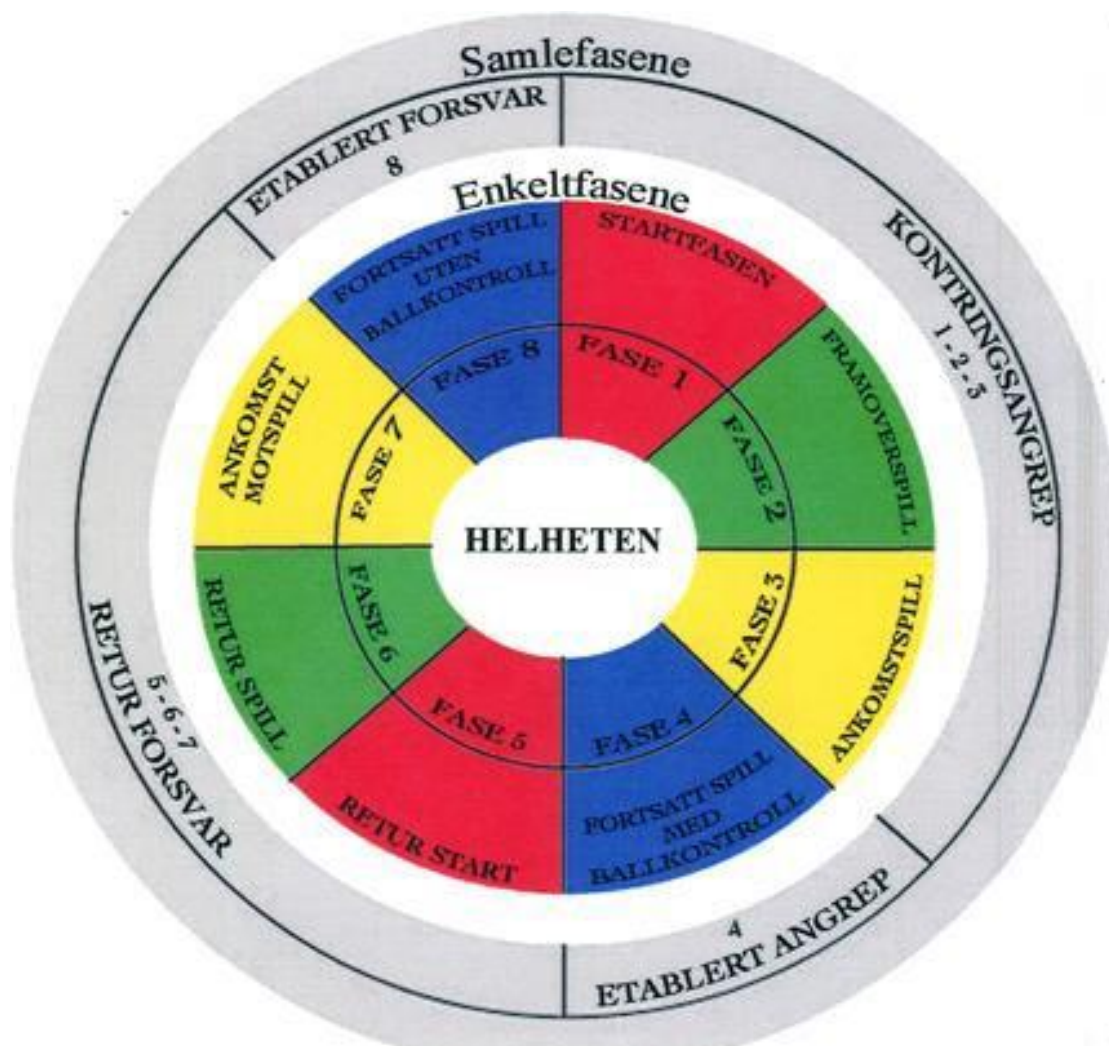 Samlefasene
ETABLERT FORSVAR
8
KONTRINGSANGREP
1 - 2 - 3
ETABLERT ANGREP
4
RETUR FORSVAR
5 - 6 - 7
Enkeltfasene
STARTFASEN
FASE 1
FRAMOVERSPILL
FASE 2
ANKOMSTSPILL
FASE 3
FORTSATT SPILL
MED
BALLKONTROLL
FASE 4
RETUR START
FASE 5
RETUR SPILL
FASE 6
ANKOMST
MOTSPILL
FASE 7
FORTSATT SPILL
UTEN
BALLKONTROLL
FASE 8
HELHETEN